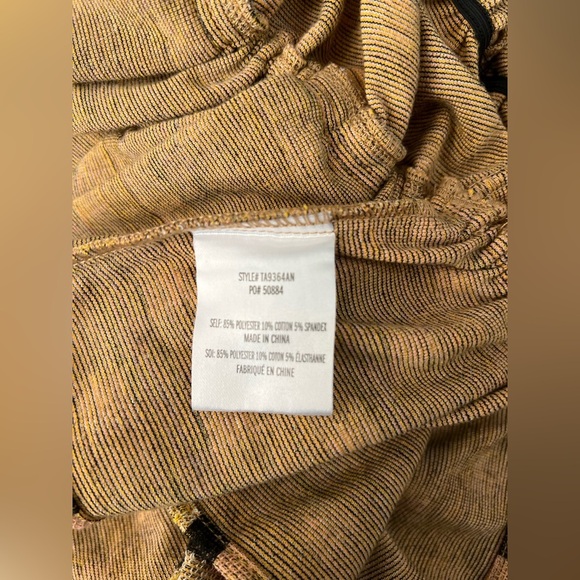 STYLE# TA9364AN
PO# 50884
SELF: 85% POLYESTER 10% COTTON 5% SPANDEX
MADE IN CHINA
SOI: 85% POLYESTER 10% COTTON 5% ÉLASTHANNE
FABRIQUÉ EN CHINE